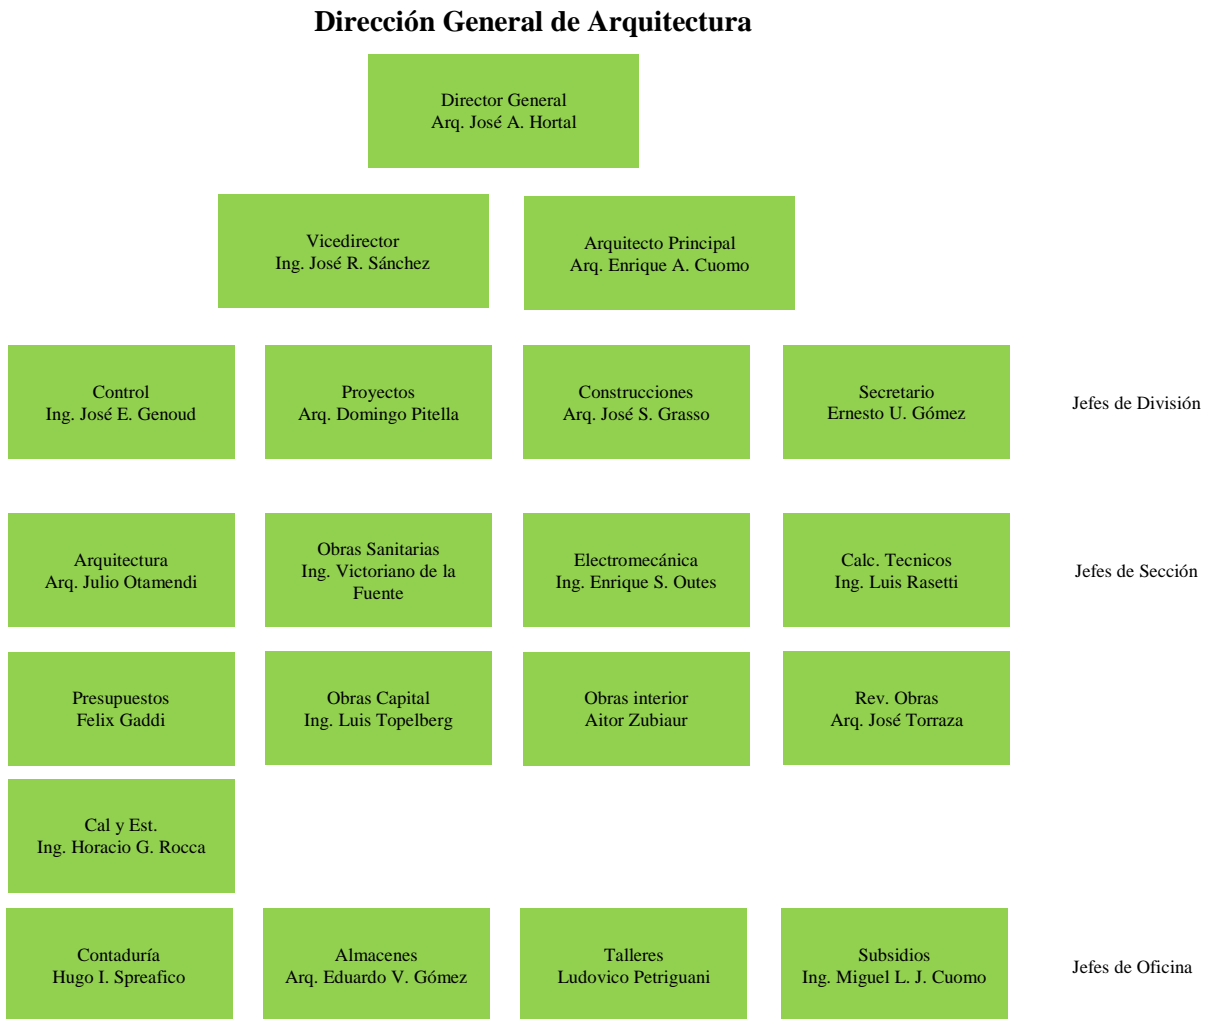 Dirección General de Arquitectura
Director General
Arq. José A. Hortal
Vicedirector
Ing. José R. Sánchez
Arquitecto Principal
Arq. Enrique A. Cuomo
Control
Ing. José E. Genoud
Proyectos
Arq. Domingo Pitella
Construcciones
Arq. José S. Grasso
Secretario
Ernesto U. Gómez
Jefes de División
Arquitectura
Arq. Julio Otamendi
Obras Sanitarias
Ing. Victoriano de la
Fuente
Electromecánica
Ing. Enrique S. Outes
Calc. Tecnicos
Ing. Luis Rasetti
Jefes de Sección
Presupuestos
Felix Gaddi
Obras Capital
Ing. Luis Topelberg
Obras interior
Aitor Zubiaur
Rev. Obras
Arq. José Torraza
Cal y Est.
Ing. Horacio G. Rocca
Contaduría
Hugo I. Spreafico
Almacenes
Arq. Eduardo V. Gómez
Talleres
Ludovico Petriguani
Subsidios
Ing. Miguel L. J. Cuomo
Jefes de Oficina